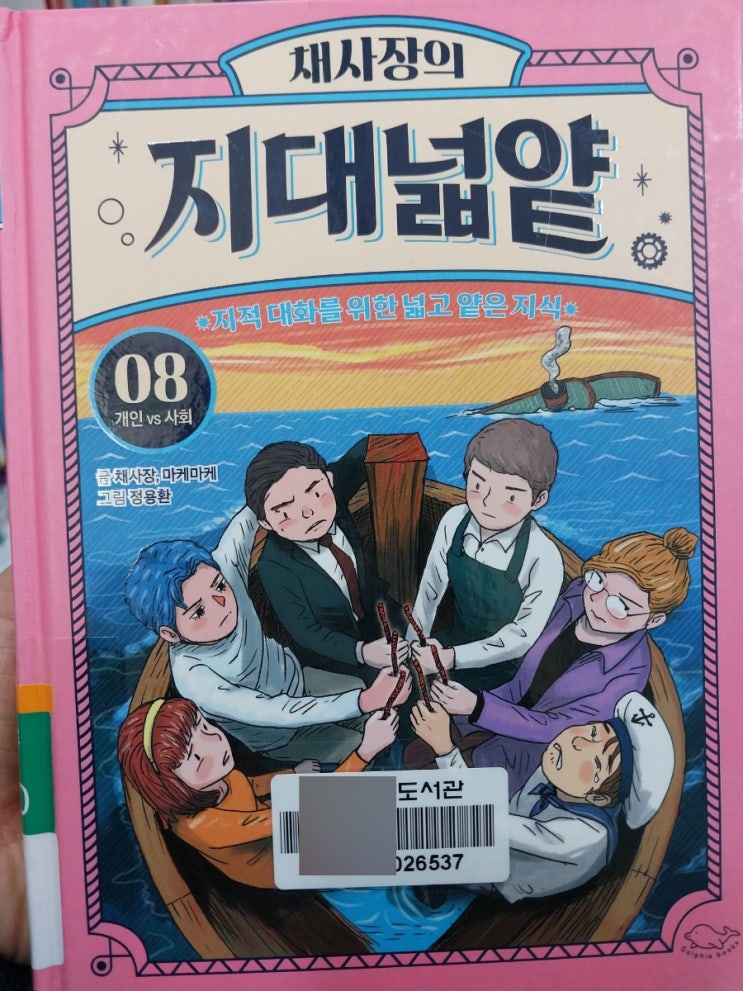 채사장의
지대넓얕
지적 대화를 위한 넓고 얕은 지식
08
개인 vs 사회
글 채사장, 마케마케
그림 정용환
도서관
026537
Dolphin books